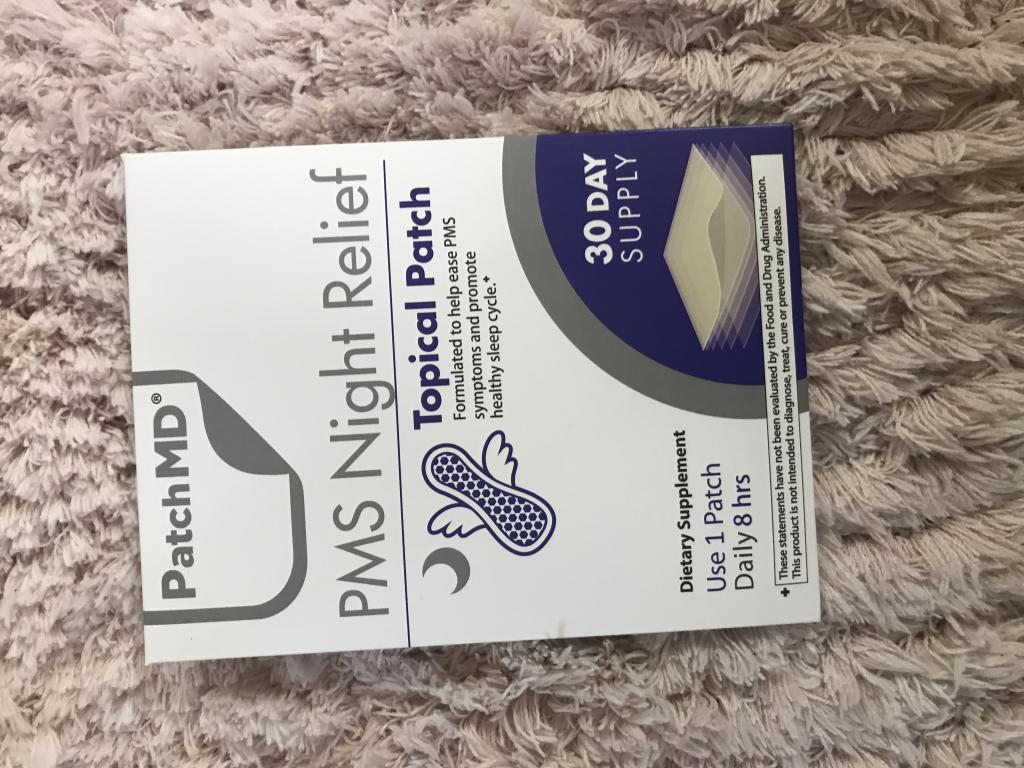 PatchMD®
PMS Night Relief
Topical Patch
Formulated to help ease PMS
symptoms and promote
healthy sleep cycle.+
30 DAY
SUPPLY
Dietary Supplement
Use 1 Patch
Daily 8 hrs
+ These statements have not been evaluated by the Food and Drug Administration.
This product is not intended to diagnose, treat, cure or prevent any disease.